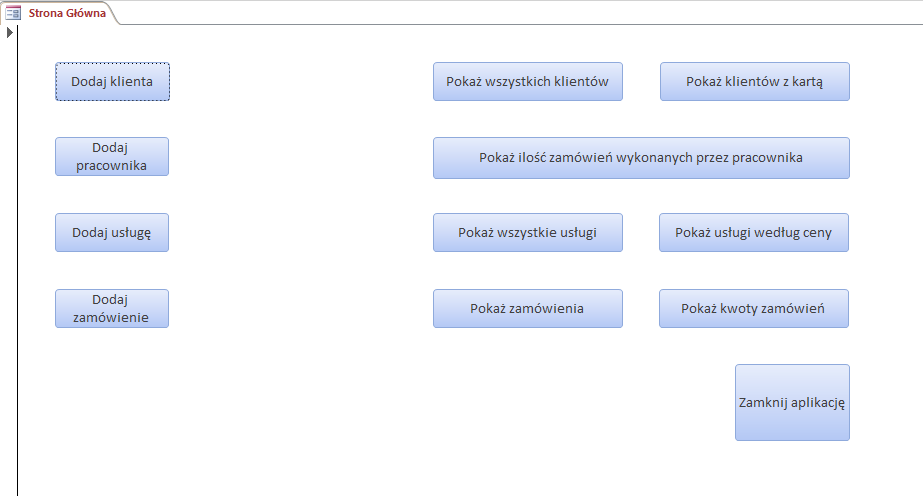 Strona Główna
Dodaj klienta
Pokaż wszystkich klientów
Pokaż klientów z kartą
Dodaj
pracownika
Pokaż ilość zamówień wykonanych przez pracownika
Dodaj usługę
Pokaż wszystkie usługi
Pokaż usługi według ceny
Dodaj
zamówienie
Pokaż zamówienia
Pokaż kwoty zamówień
Zamknij aplikację